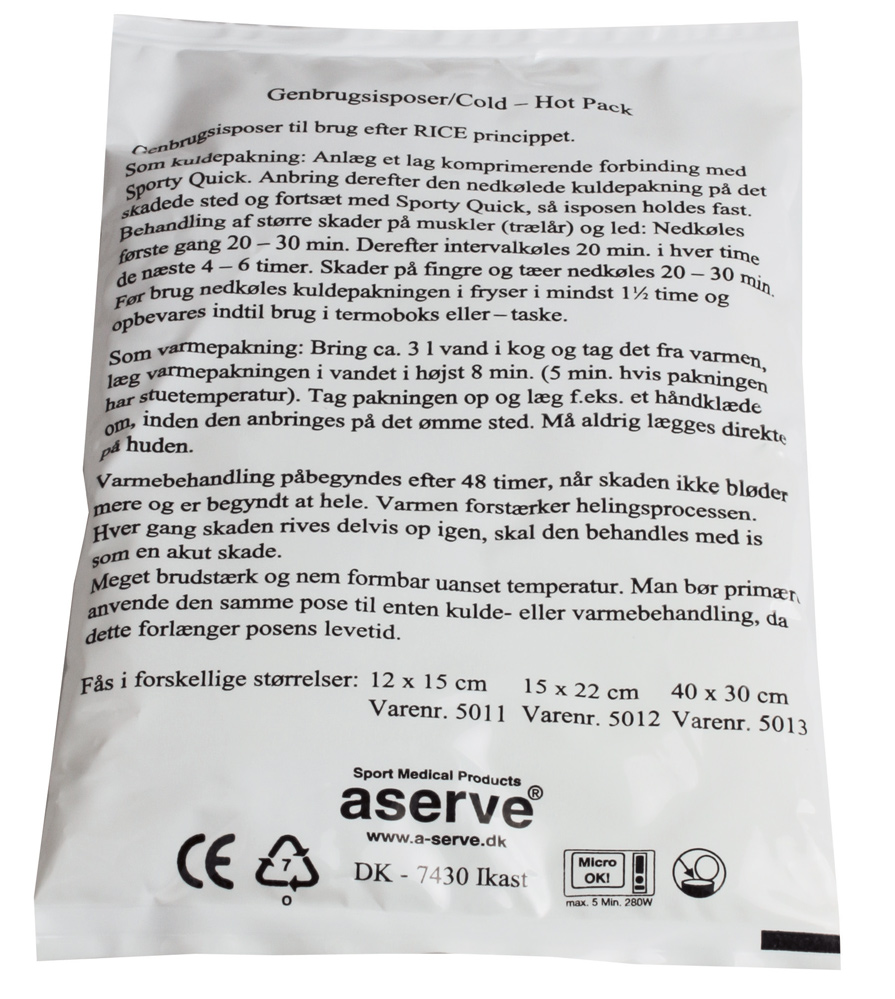 Genbrugsisposer/Cold – Hot Pack
Genbrugsisposer til brug efter RICE princippet.
Som kuldepakning: Anlæg et lag komprimerende forbinding med
Sporty Quick. Anbring derefter den nedkølede kuldepakning på det
skadede sted og fortsæt med Sporty Quick, så isposen holdes fast.
Behandling af større skader på muskler (trælår) og led: Nedkøles
første gang 20 – 30 min. Derefter intervalkøles 20 min. i hver time
de næste 4 – 6 timer. Skader på fingre og tæer nedkøles 20 – 30 min.
Før brug nedkøles kuldepakningen i fryser i mindst 1½ time og
opbevares indtil brug i termoboks eller – taske.
Som varmepakning: Bring ca. 3 l vand i kog og tag det fra varmen,
læg varmepakningen i vandet i højst 8 min. (5 min. hvis pakningen
har stuetemperatur). Tag pakningen op og læg f.eks. et håndklæde
om, inden den anbringes på det ømme sted. Må aldrig lægges direkte
på huden.
Varmebehandling påbegyndes efter 48 timer, når skaden ikke bløder
mere og er begyndt at hele. Varmen forstærker helingsprocessen.
Hver gang skaden rives delvis op igen, skal den behandles med is
som en akut skade.
Meget brudstærk og nem formbar uanset temperatur. Man bør primær
anvende den samme pose til enten kulde- eller varmebehandling, da
dette forlænger posens levetid.
Fås i forskellige størrelser: 12 x 15 cm 15 x 22 cm 40 x 30 cm
Varenr. 5011 Varenr. 5012 Varenr. 5013
Sport Medical Products
aserve®
www.a-serve.dk
CE 7 DK - 7430 Ikast Micro
OK!
O max. 5 Min. 280W